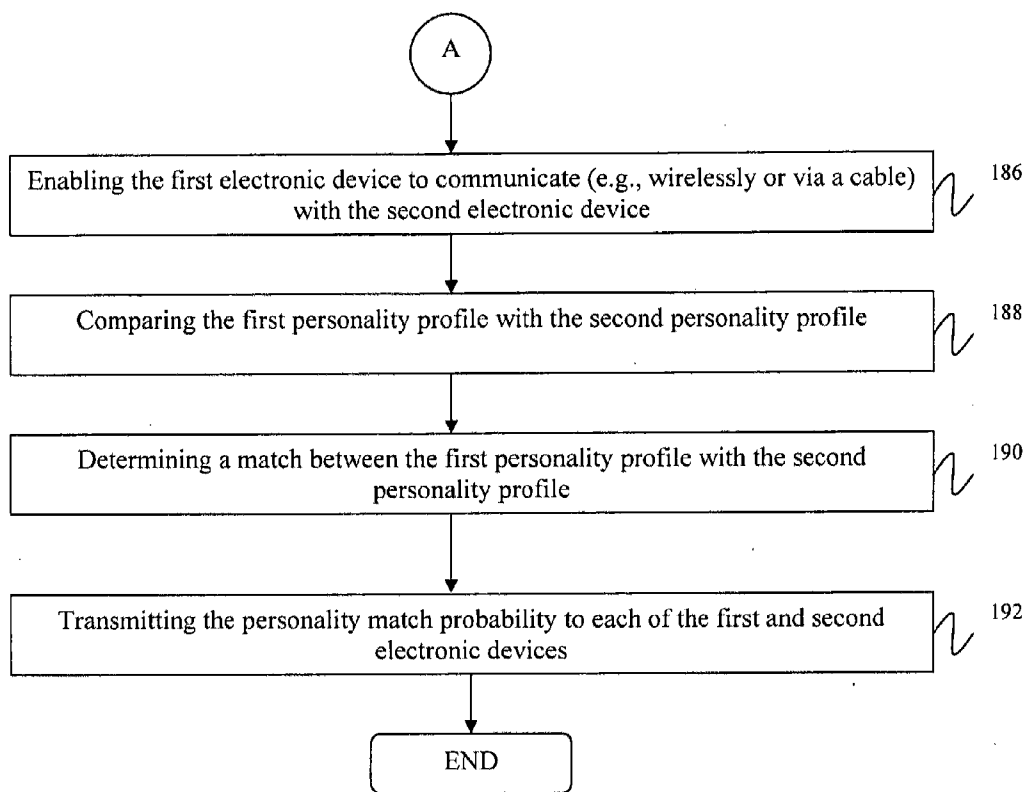 A
Enabling the first electronic device to communicate (e.g., wirelessly or via a cable)
with the second electronic device
186
Comparing the first personality profile with the second personality profile
188
Determining a match between the first personality profile with the second
personality profile
190
Transmitting the personality match probability to each of the first and second
electronic devices
192
END